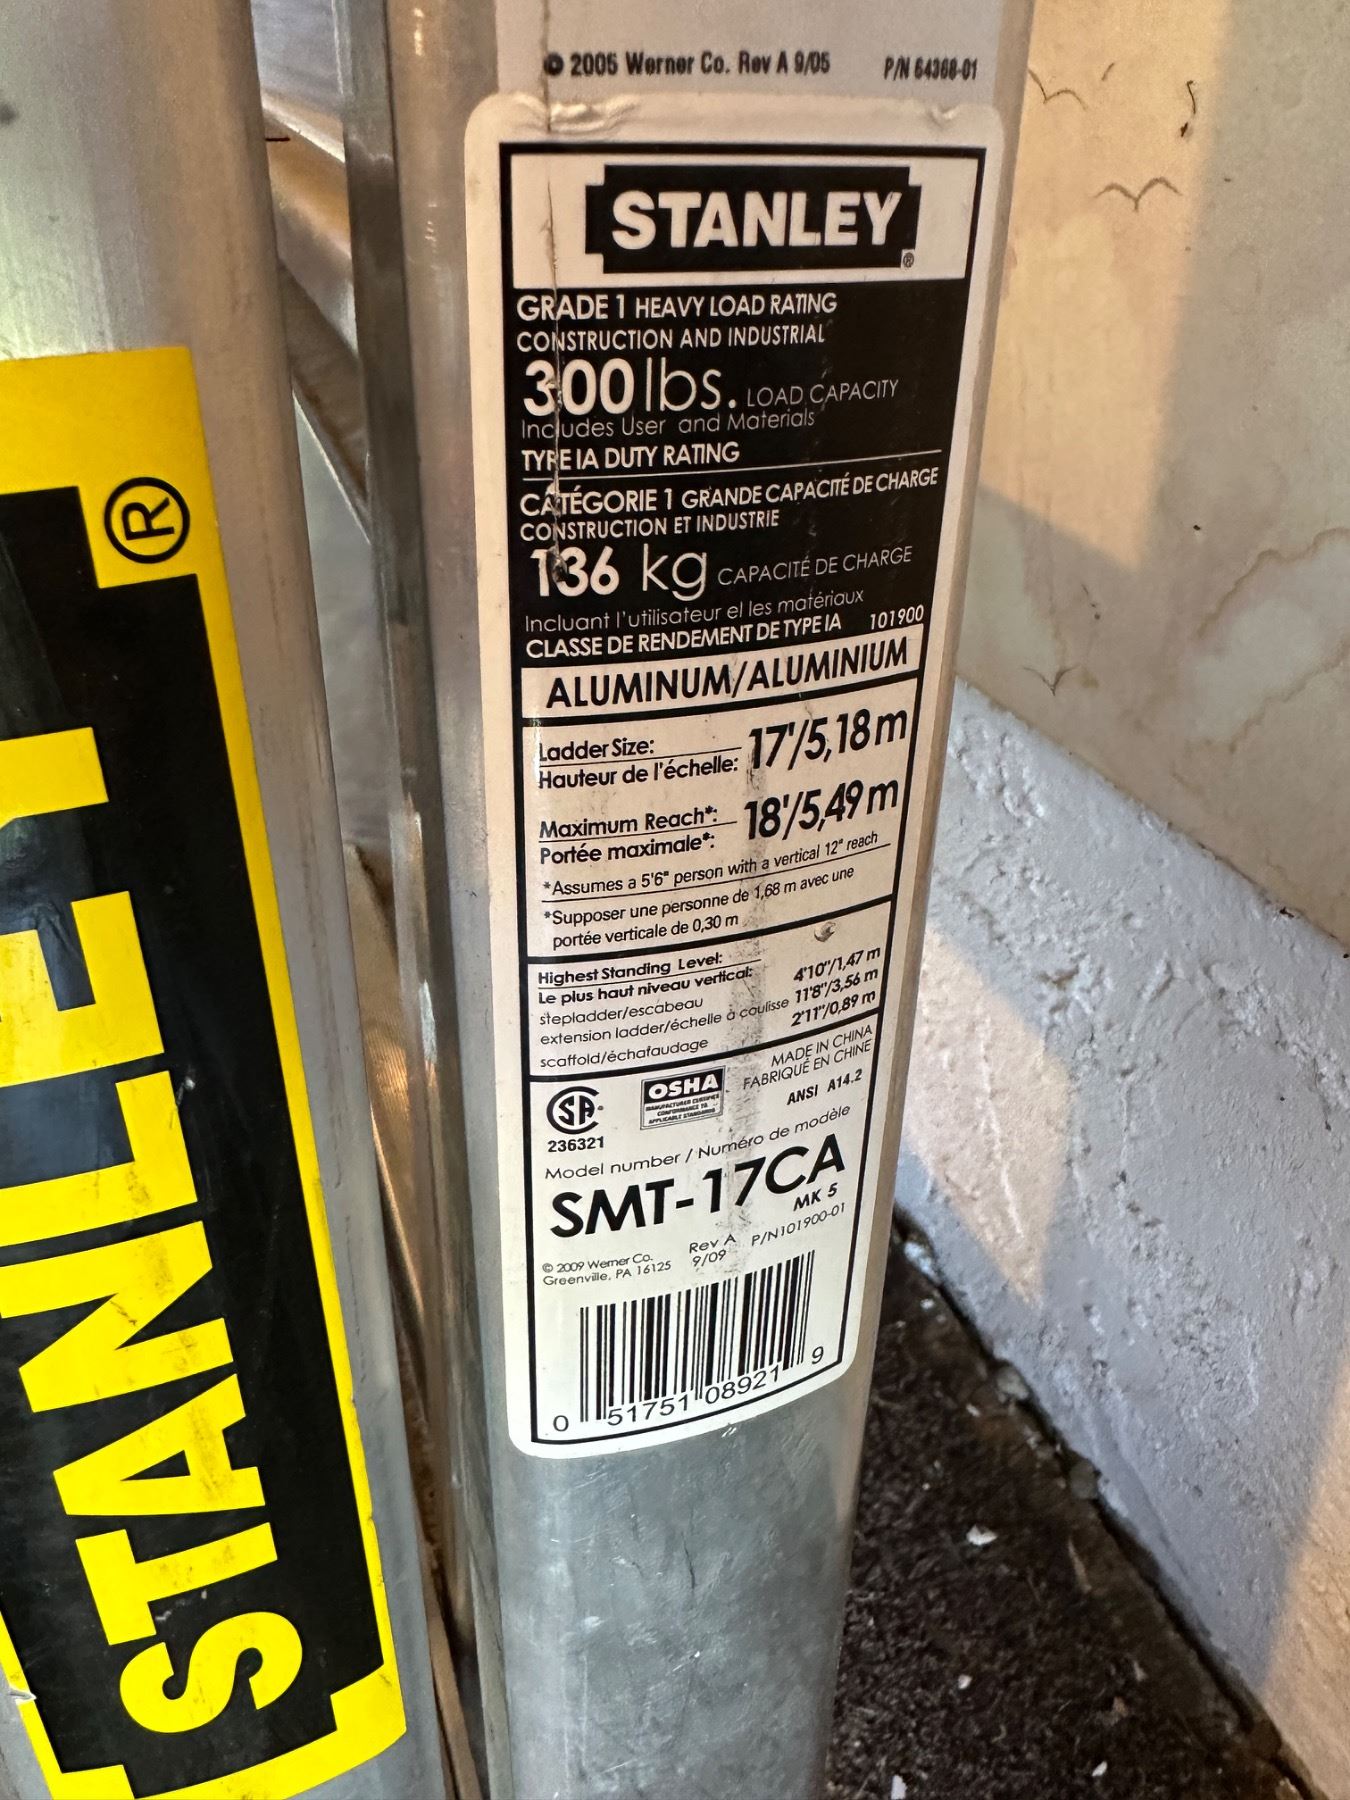 © 2005 Werner Co. Rev A 9/05 P/N 64368-01
STANLEY®
GRADE 1 HEAVY LOAD RATING
CONSTRUCTION AND INDUSTRIAL
300 lbs. LOAD CAPACITY
Includes User and Materials
TYPE IA DUTY RATING
CATÉGORIE 1 GRANDE CAPACITÉ DE CHARGE
CONSTRUCTION ET INDUSTRIE
136 kg CAPACITÉ DE CHARGE
Incluant l'utilisateur el les matériaux
CLASSE DE RENDEMENT DE TYPE IA 101900
ALUMINUM/ALUMINIUM
Ladder Size:
Hauteur de l'échelle: 17'/5,18 m
Maximum Reach*:
Portée maximale*: 18'/5,49 m
*Assumes a 5'6" person with a vertical 12" reach
*Supposer une personne de 1,68 m avec une
portée verticale de 0,30 m
Highest Standing Level:
Le plus haut niveau vertical:
stepladder/escabeau 4'10"/1,47 m
extension ladder/échelle à coulisse 11'8"/3,56 m
scaffold/échafaudage 2'11"/0,89 m
MADE IN CHINA
FABRIQUÉ EN CHINE
ANSI A14.2
SA
236321
OSHA
MANUFACTURER CERTIFIES
CONFORMANCE TO
APPLICABLE STANDARDS
Model number / Numéro de modèle
SMT-17CA
MK 5
© 2009 Werner Co.
Greenville, PA 16125
Rev A
9/09
P/N101900-01
0 51751 08921 9
STANLEY®